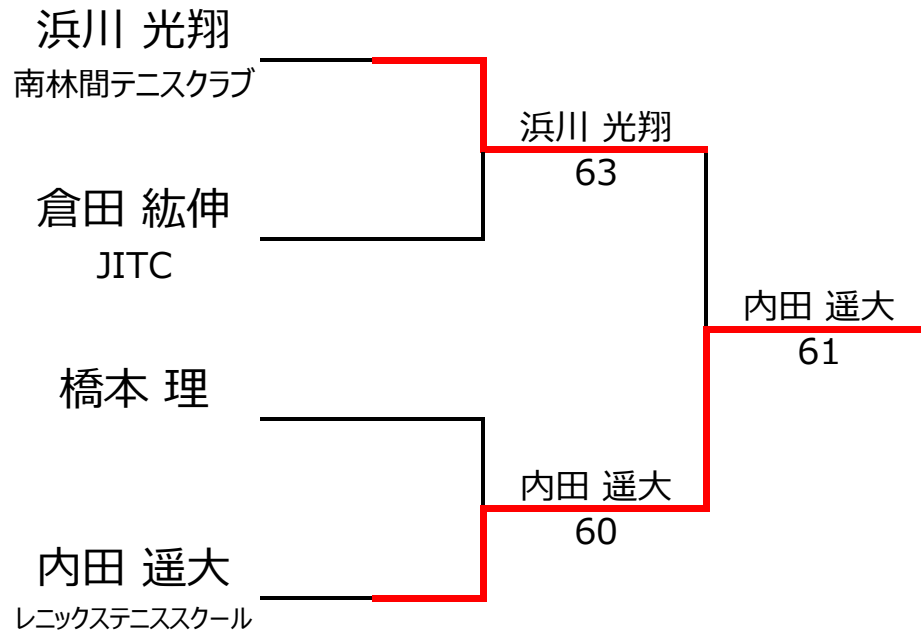 浜川 光翔
南林間テニスクラブ
倉田 紘伸
JITC
橋本 理
内田 遥大
レニックステニススクール
浜川 光翔
63
内田 遥大
60
内田 遥大
61